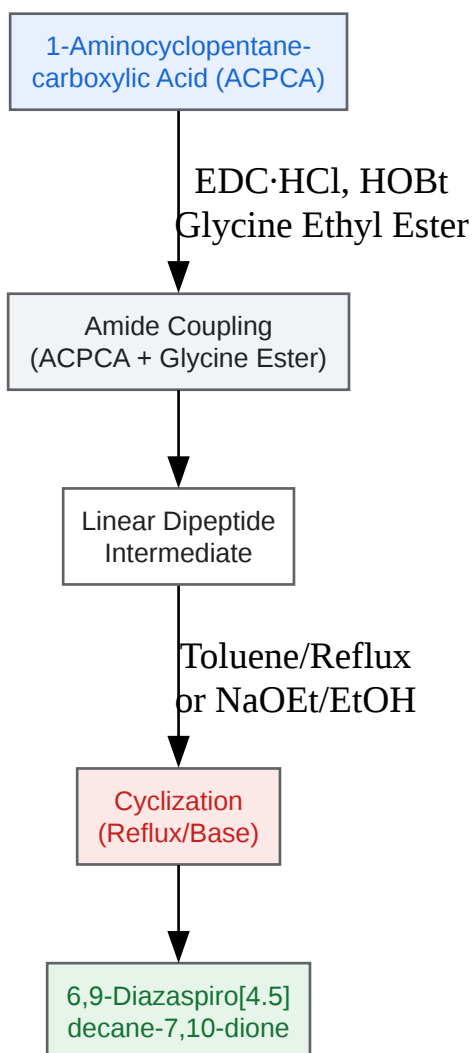 1-Aminocyclopentane-
carboxylic Acid (ACPCA)
EDC·HCl, HOBt
Glycine Ethyl Ester
Amide Coupling
(ACPCA + Glycine Ester)
Linear Dipeptide
Intermediate
Toluene/Reflux
or NaOEt/EtOH
Cyclization
(Reflux/Base)
6,9-Diazaspiro[4.5]
decane-7,10-dione